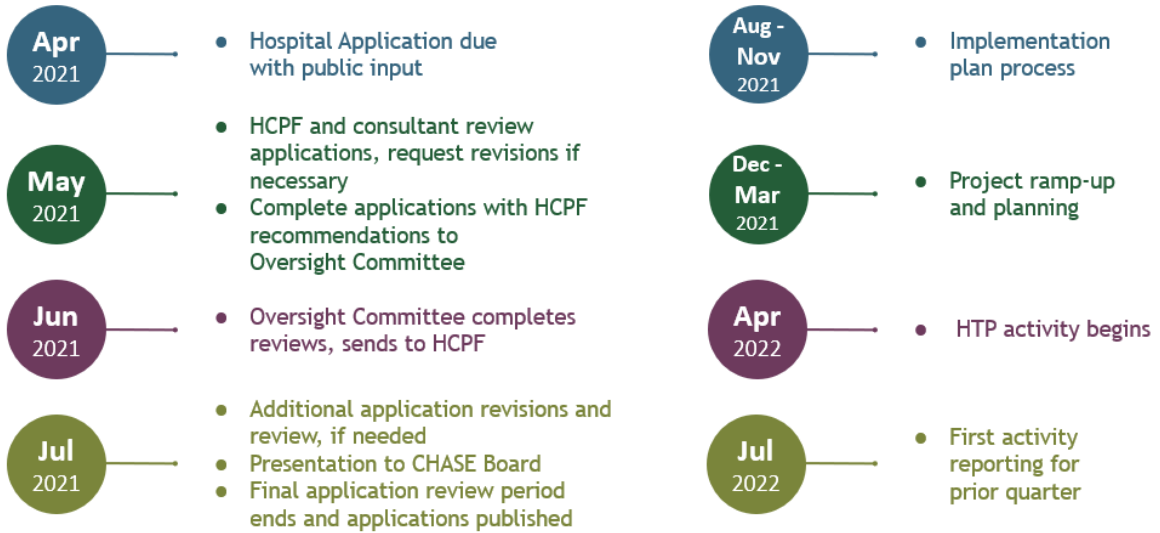 Apr
2021
● Hospital Application due
with public input
May
2021
● HCPF and consultant review
applications, request revisions if
necessary
● Complete applications with HCPF
recommendations to
Oversight Committee
Jun
2021
● Oversight Committee completes
reviews, sends to HCPF
Jul
2021
● Additional application revisions and
review, if needed
● Presentation to CHASE Board
● Final application review period
ends and applications published
Aug -
Nov
2021
● Implementation
plan process
Dec -
Mar
2021
● Project ramp-up
and planning
Apr
2022
● HTP activity begins
Jul
2022
● First activity
reporting for
prior quarter